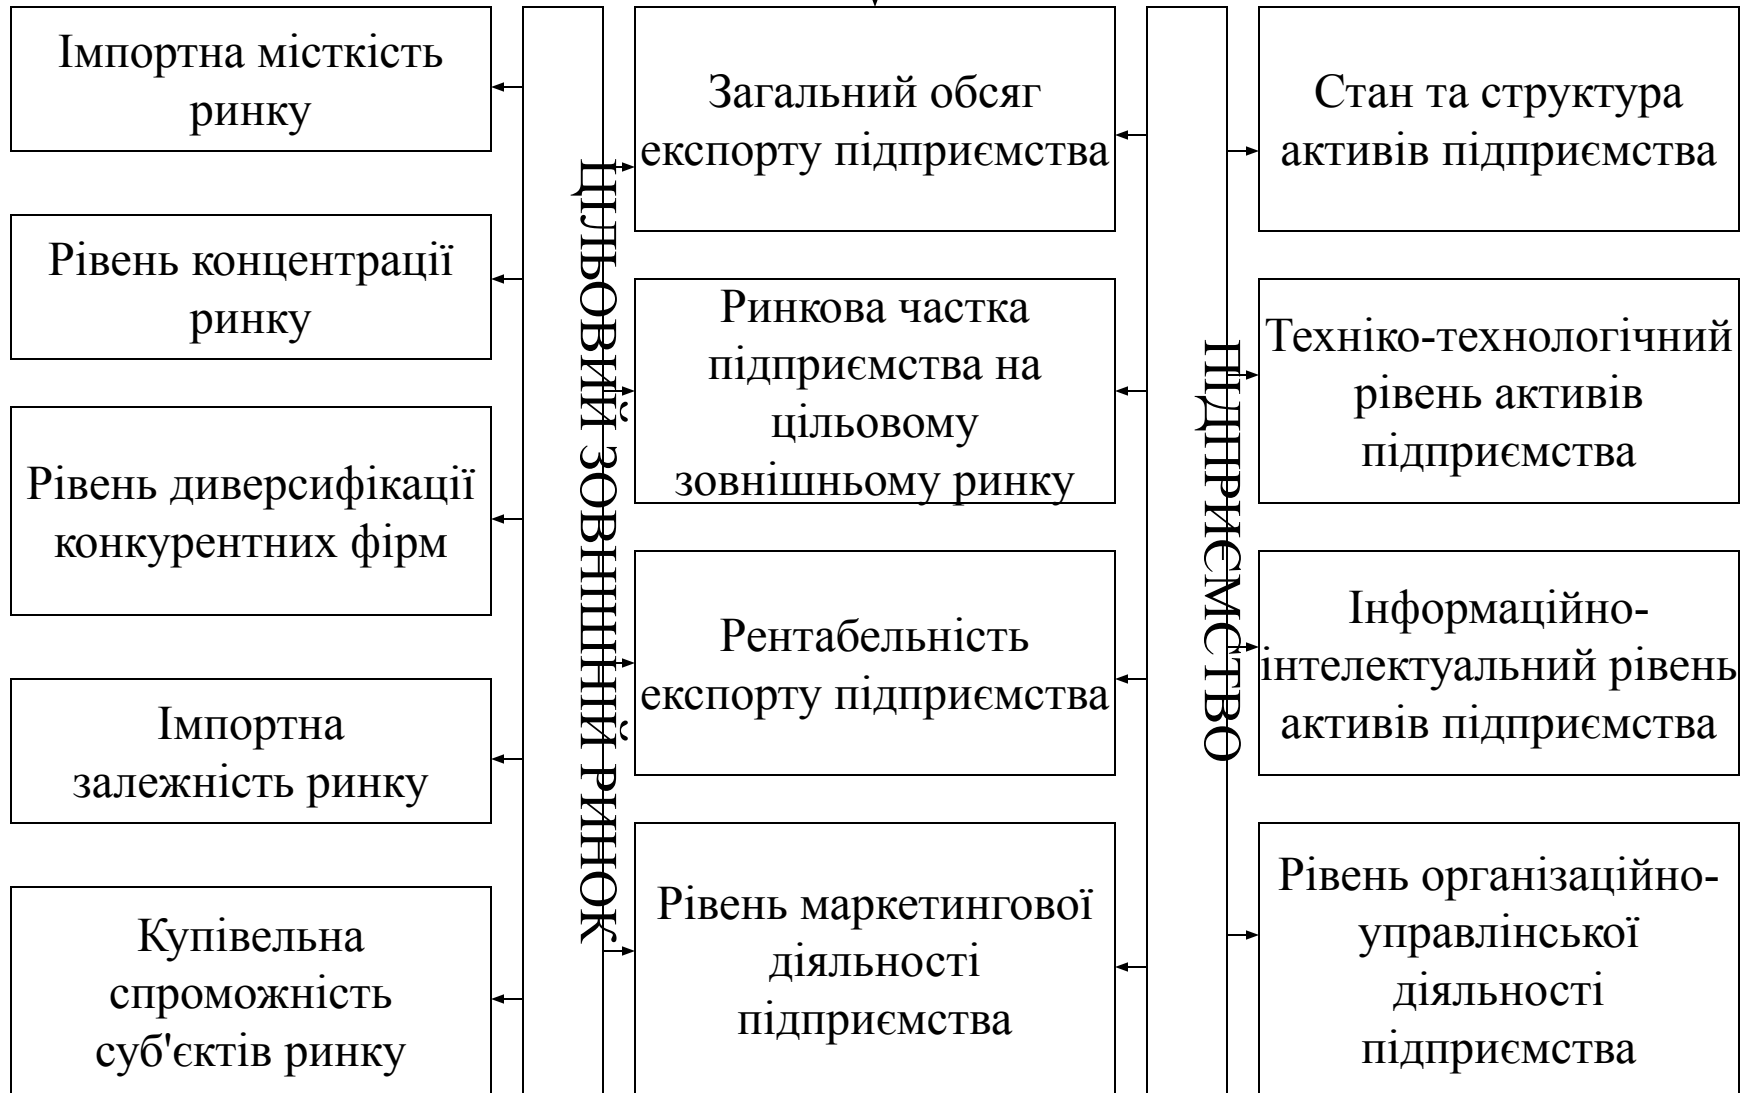 Імпортна місткість
ринку
Рівень концентрації
ринку
Рівень диверсифікації
конкурентних фірм
Імпортна
залежність ринку
Купівельна
спроможність
суб'єктів ринку
ЦІЛЬОВИЙ ЗОВНІШНІЙ РИНОК
Загальний обсяг
експорту підприємства
Ринкова частка
підприємства на
цільовому
зовнішньому ринку
Рентабельність
експорту підприємства
Рівень маркетингової
діяльності
підприємства
ПІДПРИЄМСТВО
Стан та структура
активів підприємства
Техніко-технологічний
рівень активів
підприємства
Інформаційно-
інтелектуальний рівень
активів підприємства
Рівень організаційно-
управлінської
діяльності
підприємства